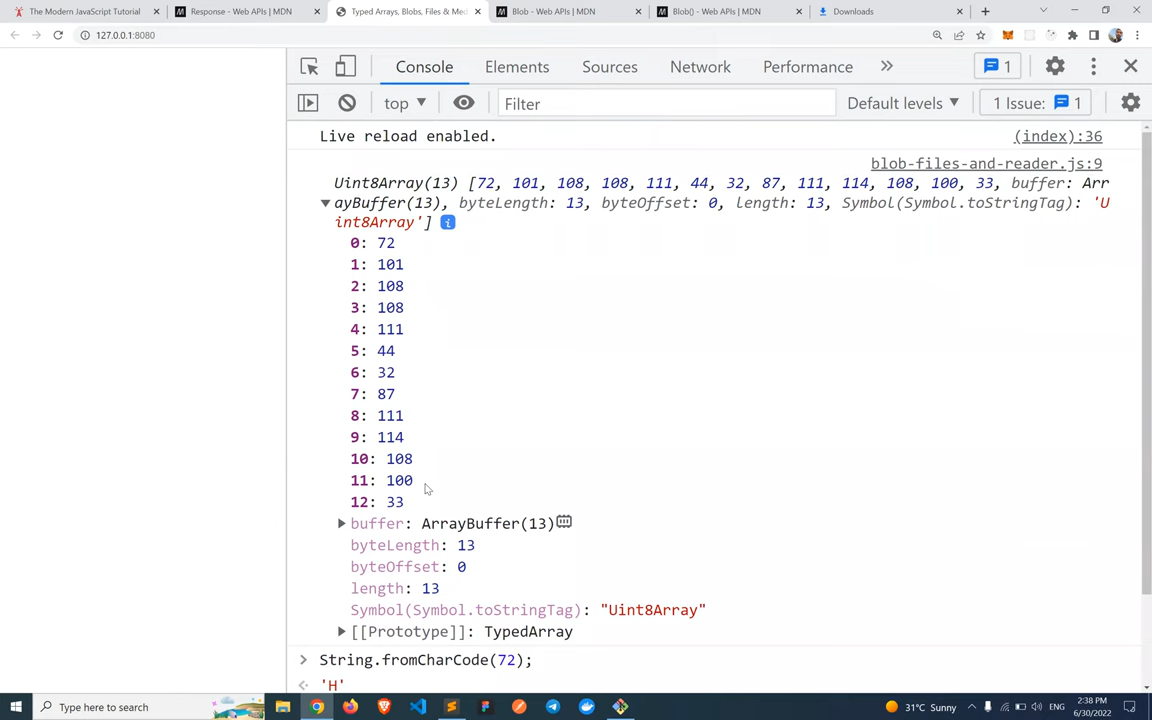 The Modern JavaScript Tutorial
Response - Web APIs | MDN
Typed Arrays, Blobs, Files & Me
Blob - Web APIs | MDN
Blob() - Web APIs | MDN
Downloads
127.0.0.1:8080
Console
Elements
Sources
Network
Performance
1
top
Filter
Default levels
1 Issue: 1
Live reload enabled.
(index):36
blob-files-and-reader.js:9
Uint8Array(13) [72, 101, 108, 108, 111, 44, 32, 87, 111, 114, 108, 100, 33, buffer: Arr
ayBuffer(13), byteLength: 13, byteOffset: 0, length: 13, Symbol(Symbol.toStringTag): 'U
int8Array'] i
0: 72
1: 101
2: 108
3: 108
4: 111
5: 44
6: 32
7: 87
8: 111
9: 114
10: 108
11: 100
12: 33
buffer: ArrayBuffer(13)
byteLength: 13
byteOffset: 0
length: 13
Symbol(Symbol.toStringTag): "Uint8Array"
[[Prototype]]: TypedArray
> String.fromCharCode(72);
'H'
Type here to search
31°C Sunny
ENG
2:38 PM
6/30/2022